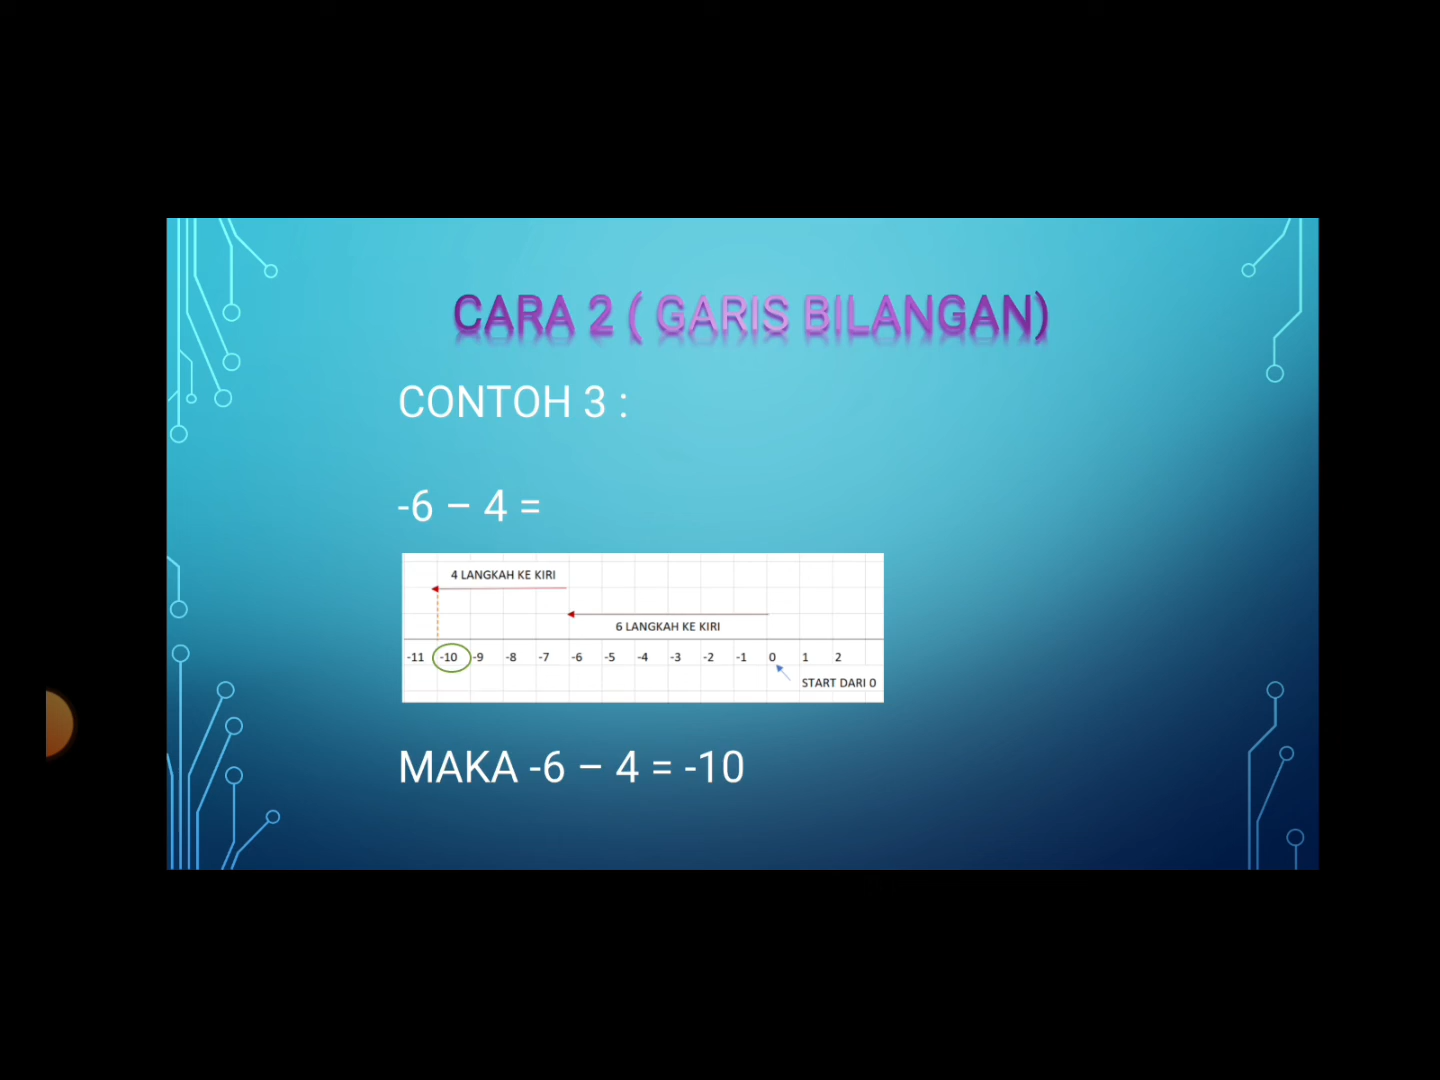 CARA 2 ( GARIS BILANGAN)
CONTOH 3 :
-6 – 4 =
4 LANGKAH KE KIRI
6 LANGKAH KE KIRI
-11 -10 -9 -8 -7 -6 -5 -4 -3 -2 -1 0 1 2
START DARI 0
MAKA -6 – 4 = -10